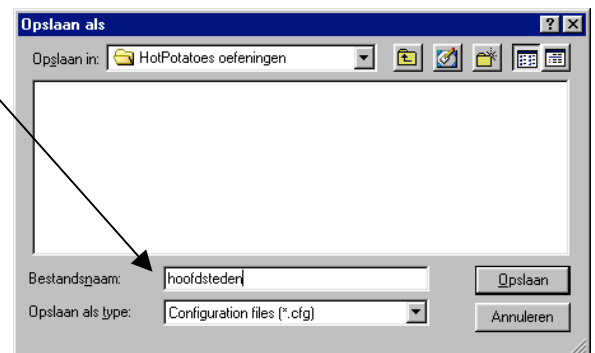 Opslaan als
Opslaan in: HotPotatoes oefeningen
Bestandsnaam: hoofdsteden Opslaan
Opslaan als type: Configuration files (*.cfg) Annuleren